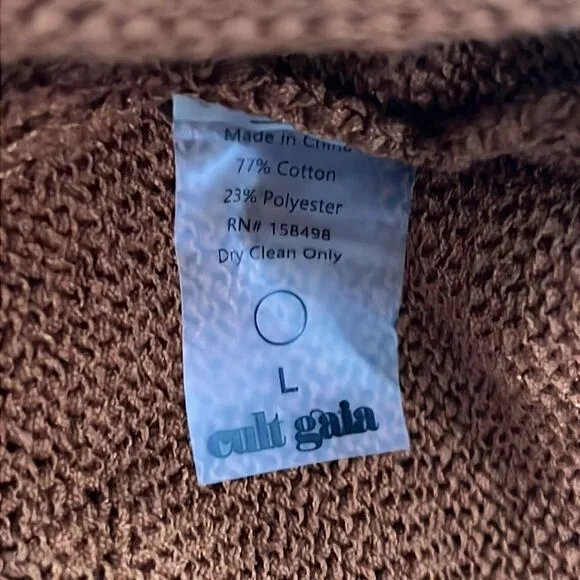 Made in China
77% Cotton
23% Polyester
RN# 158498
Dry Clean Only
L
cult gaia